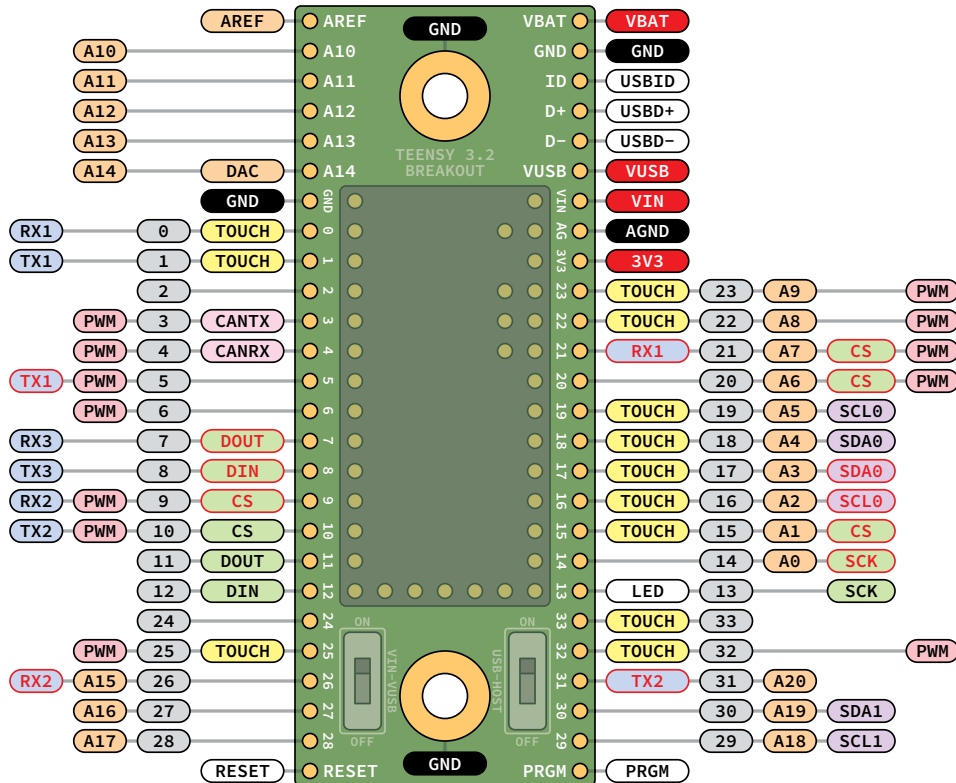 AREF AREF GND VBAT VBAT
A10 A10 GND GND
A11 A11 ID USBID
A12 A12 D+ USBD+
A13 A13 D− USBD−
TEENSY 3.2
A14 DAC A14 BREAKOUT VUSB VUSB
GND GND VIN VIN
RX1 0 TOUCH 0 AG AGND
TX1 1 TOUCH 1 3V3 3V3
2 2 23 TOUCH 23 A9 PWM
PWM 3 CANTX 3 22 TOUCH 22 A8 PWM
PWM 4 CANRX 4 21 RX1 21 A7 CS PWM
TX1 PWM 5 5 20 20 A6 CS PWM
PWM 6 6 19 TOUCH 19 A5 SCL0
RX3 7 DOUT 7 18 TOUCH 18 A4 SDA0
TX3 8 DIN 8 17 TOUCH 17 A3 SDA0
RX2 PWM 9 CS 9 16 TOUCH 16 A2 SCL0
TX2 PWM 10 CS 10 15 TOUCH 15 A1 CS
11 DOUT 11 14 14 A0 SCK
12 DIN 12 13 LED 13 SCK
24 24 ON ON 33 TOUCH 33
PWM 25 TOUCH 25 32 TOUCH 32 PWM
RX2 A15 26 26 VIN−VUSB USB−HOST 31 TX2 31 A20
A16 27 27 30 30 A19 SDA1
A17 28 28 OFF OFF 29 29 A18 SCL1
RESET RESET GND PRGM PRGM